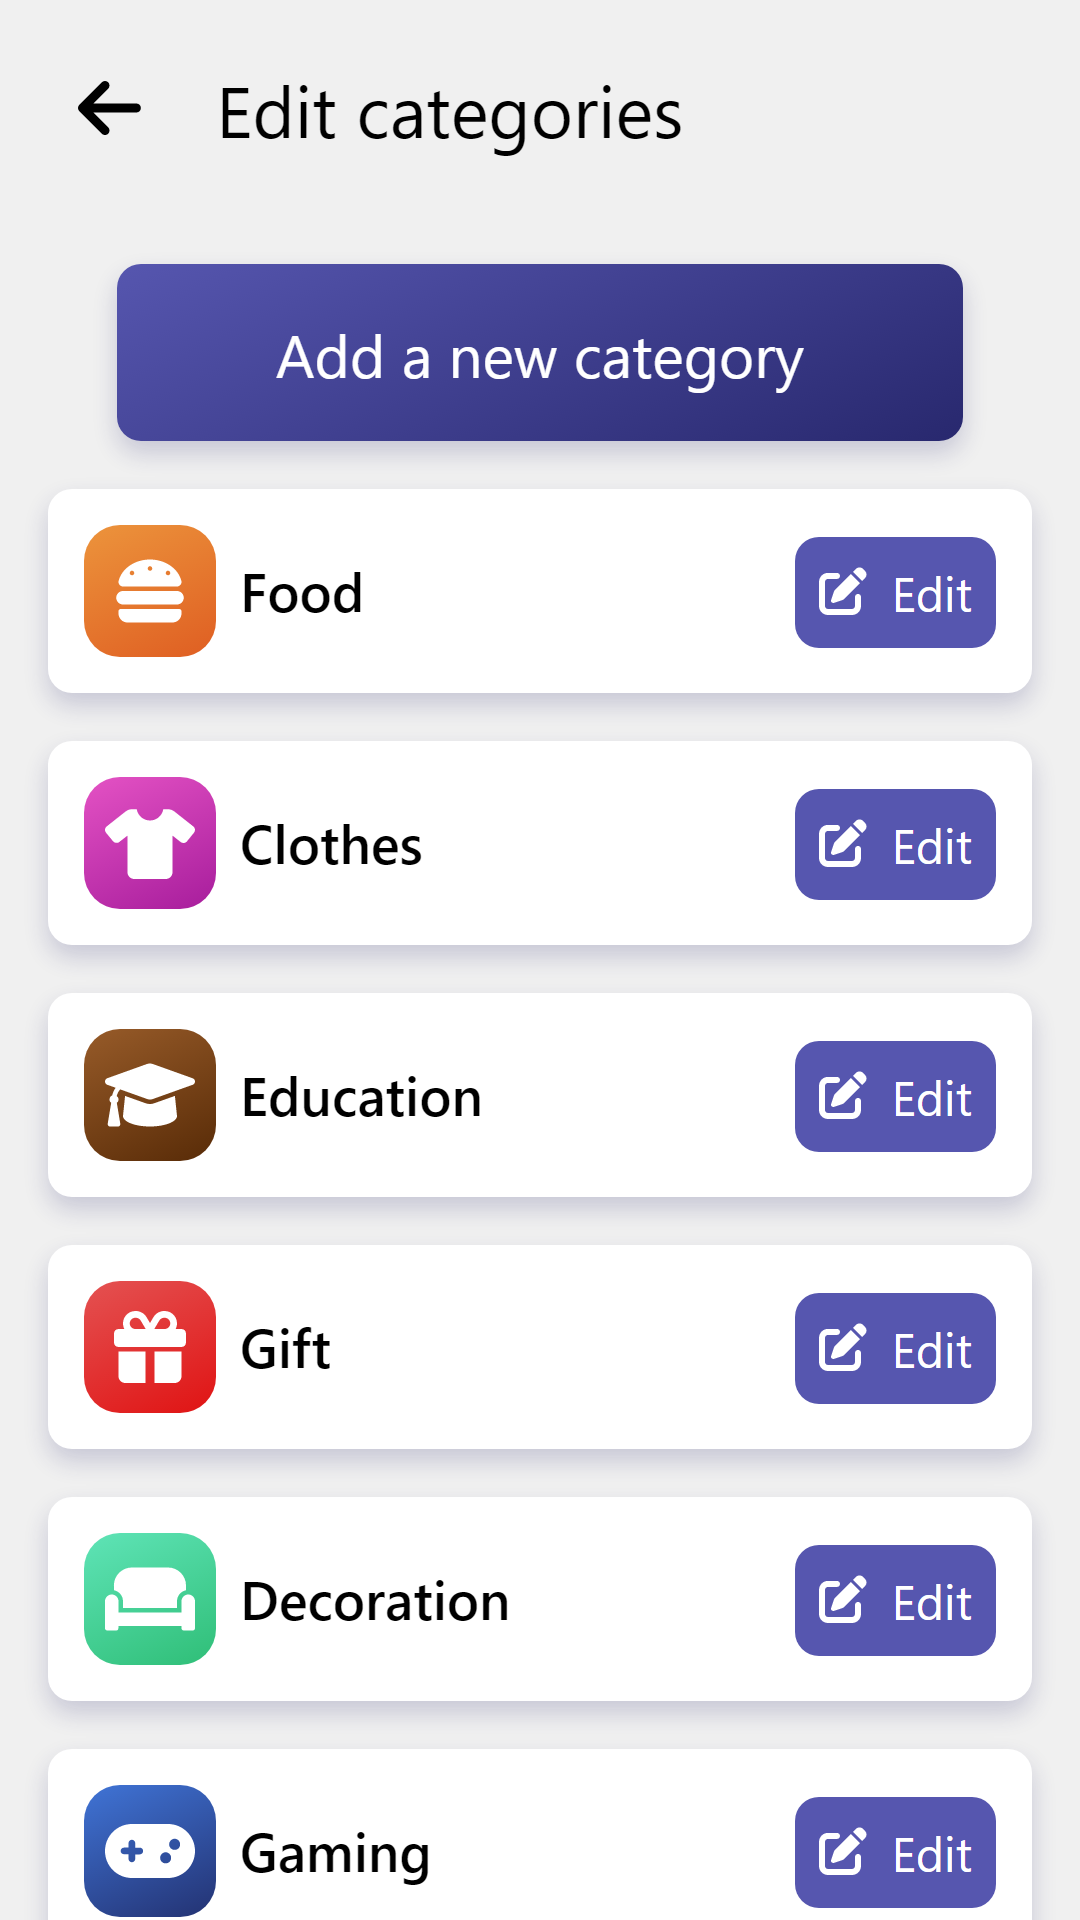 Edit categories
Add a new category
Food
Edit
Clothes
Edit
Education
Edit
Gift
Edit
Decoration
Edit
Gaming
Edit